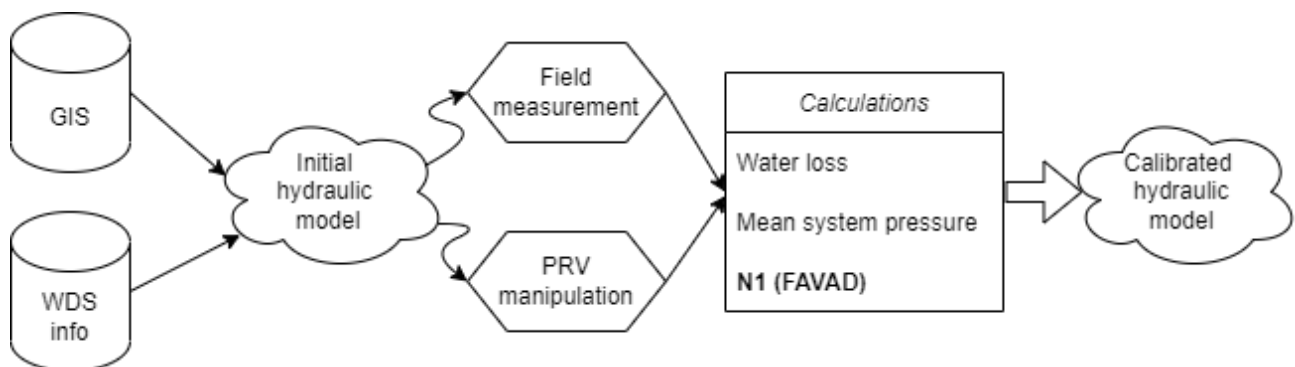 GIS
WDS
info
Initial
hydraulic
model
Field
measurement
PRV
manipulation
Calculations
Water loss
Mean system pressure
N1 (FAVAD)
Calibrated
hydraulic
model